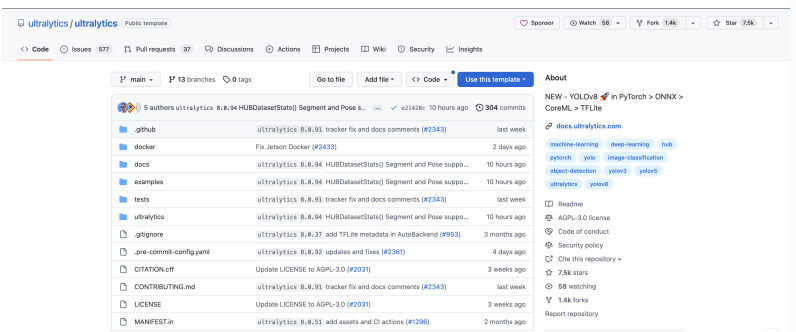 ultralytics / ultralytics Public template
Sponsor Watch 58 Fork 1.4k Star 7.5k
Code Issues 577 Pull requests 37 Discussions Actions Projects Wiki Security Insights
main 13 branches 0 tags Go to file Add file Code Use this template
5 authors ultralytics 8.0.94 HUBDatasetStats() Segment and Pose s... ... e21428c 10 hours ago 304 commits
.github ultralytics 8.0.91 tracker fix and docs comments (#2343) last week
docker Fix Jetson Docker (#2433) 2 days ago
docs ultralytics 8.0.94 HUBDatasetStats() Segment and Pose suppo... 10 hours ago
examples ultralytics 8.0.94 HUBDatasetStats() Segment and Pose suppo... 10 hours ago
tests ultralytics 8.0.91 tracker fix and docs comments (#2343) last week
ultralytics ultralytics 8.0.94 HUBDatasetStats() Segment and Pose suppo... 10 hours ago
.gitignore ultralytics 8.0.37 add TFLite metadata in AutoBackend (#953) 3 months ago
.pre-commit-config.yaml ultralytics 8.0.92 updates and fixes (#2361) 4 days ago
CITATION.cff Update LICENSE to AGPL-3.0 (#2031) 3 weeks ago
CONTRIBUTING.md ultralytics 8.0.91 tracker fix and docs comments (#2343) last week
LICENSE Update LICENSE to AGPL-3.0 (#2031) 3 weeks ago
MANIFEST.in ultralytics 8.0.51 add assets and CI actions (#1296) 2 months ago
About
NEW - YOLOv8 🚀 in PyTorch > ONNX >
CoreML > TFLite
docs.ultralytics.com
machine-learning deep-learning hub
pytorch yolo image-classification
object-detection yolov3 yolov5
ultralytics yolov8
Readme
AGPL-3.0 license
Code of conduct
Security policy
Cite this repository
7.5k stars
58 watching
1.4k forks
Report repository